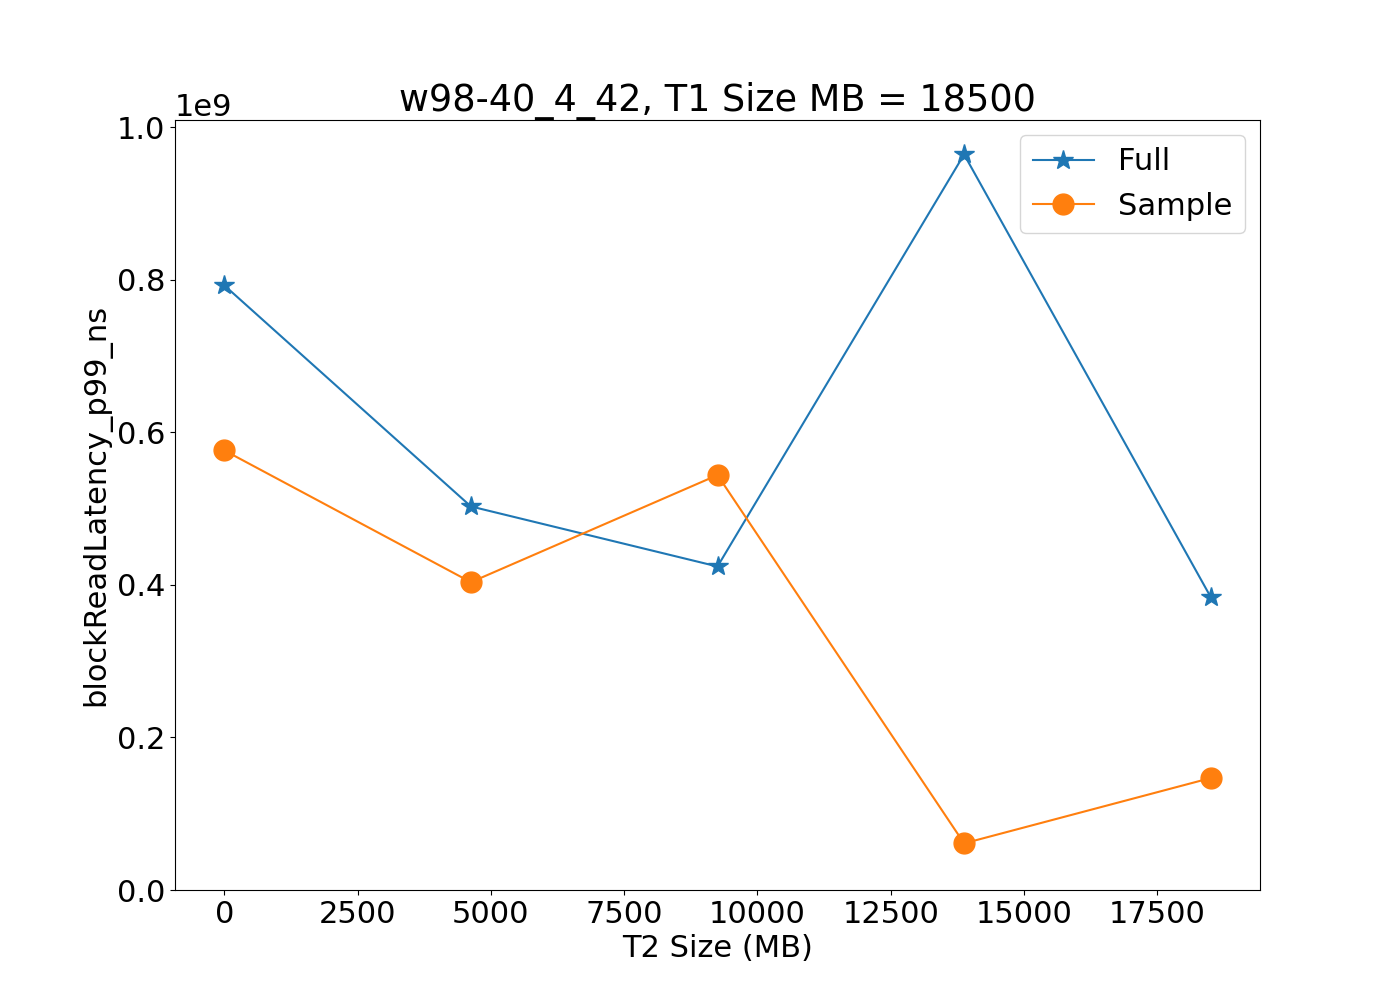 w98-40_4_42, T1 Size MB = 18500
1e9
1.0
0.8
0.6
0.4
0.2
0.0
blockReadLatency_p99_ns
Full
Sample
0 2500 5000 7500 10000 12500 15000 17500
T2 Size (MB)